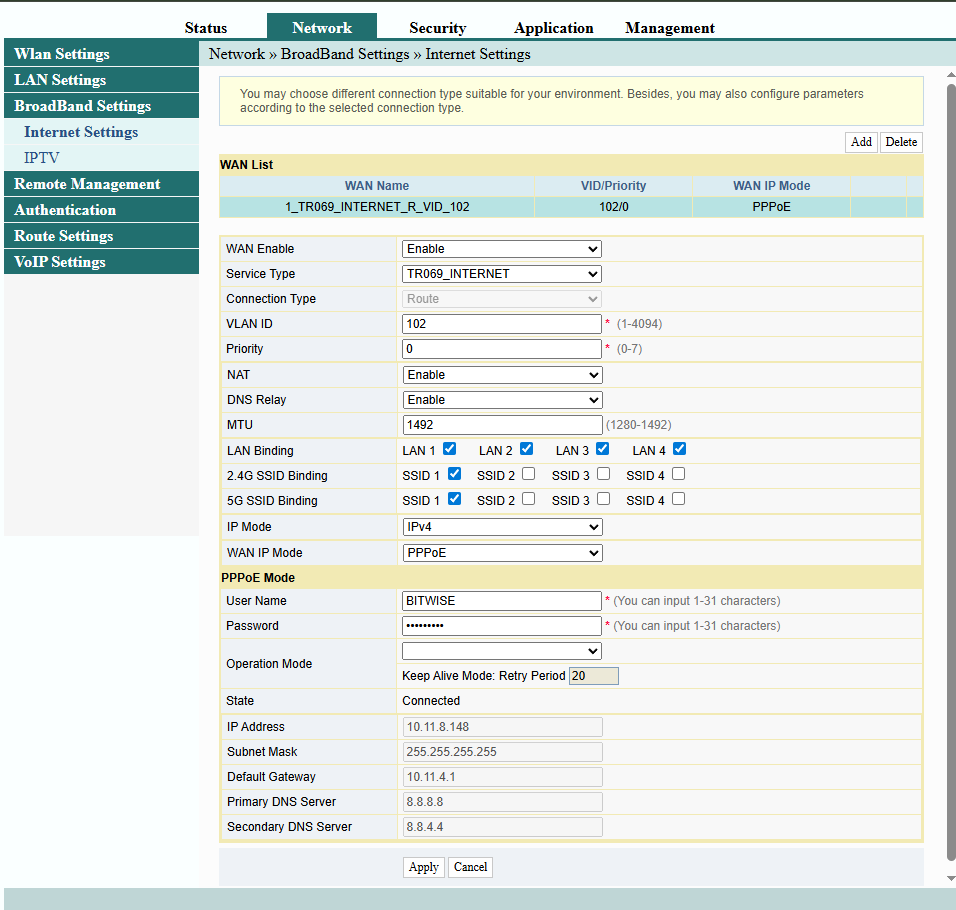 Status Network Security Application Management
Network » BroadBand Settings » Internet Settings
Wlan Settings
LAN Settings
BroadBand Settings
Internet Settings
IPTV
Remote Management
Authentication
Route Settings
VoIP Settings
You may choose different connection type suitable for your environment. Besides, you may also configure parameters
according to the selected connection type.
Add Delete
WAN List
WAN Name VID/Priority WAN IP Mode
1_TR069_INTERNET_R_VID_102 102/0 PPPoE
WAN Enable Enable
Service Type TR069_INTERNET
Connection Type Route
VLAN ID 102 * (1-4094)
Priority 0 * (0-7)
NAT Enable
DNS Relay Enable
MTU 1492 (1280-1492)
LAN Binding LAN 1 LAN 2 LAN 3 LAN 4
2.4G SSID Binding SSID 1 SSID 2 SSID 3 SSID 4
5G SSID Binding SSID 1 SSID 2 SSID 3 SSID 4
IP Mode IPv4
WAN IP Mode PPPoE
PPPoE Mode
User Name BITWISE * (You can input 1-31 characters)
Password ••••••••• * (You can input 1-31 characters)
Operation Mode
Keep Alive Mode: Retry Period 20
State Connected
IP Address 10.11.8.148
Subnet Mask 255.255.255.255
Default Gateway 10.11.4.1
Primary DNS Server 8.8.8.8
Secondary DNS Server 8.8.4.4
Apply Cancel